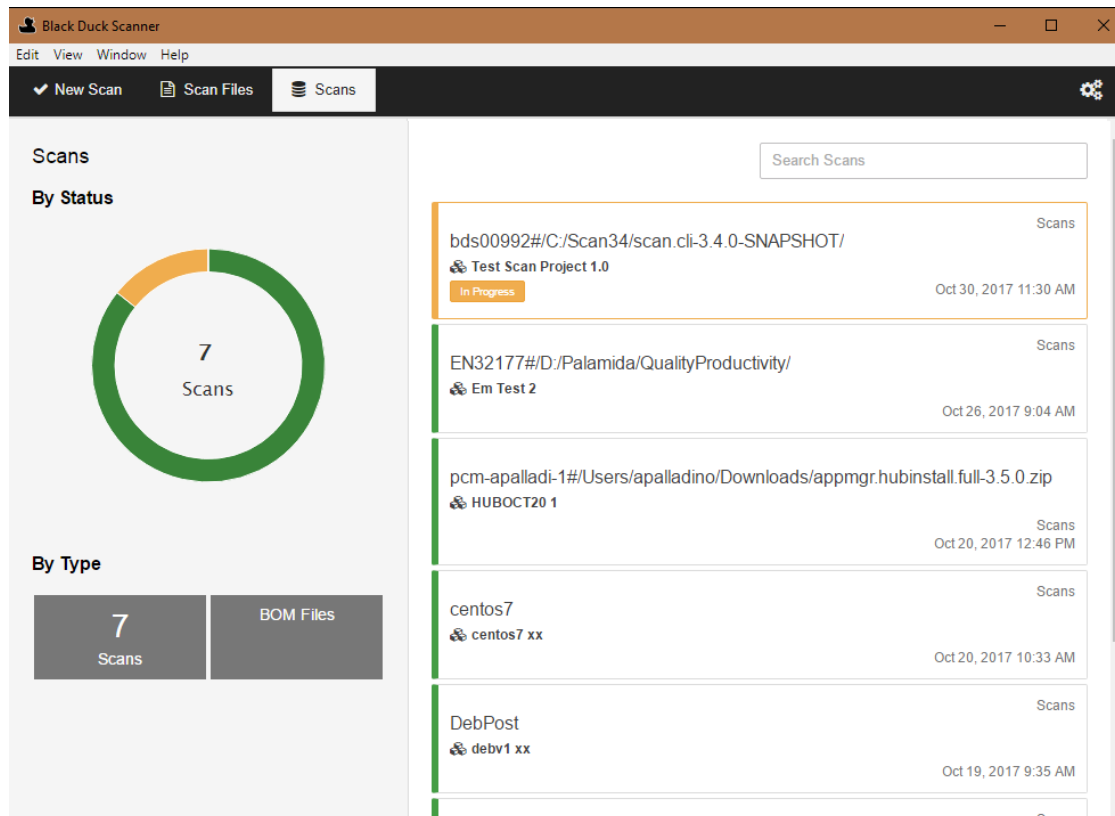 Black Duck Scanner
Edit View Window Help
New Scan Scan Files Scans
Scans
By Status
7
Scans
By Type
7
Scans
BOM Files
Search Scans
Scans
bds00992#/C:/Scan34/scan.cli-3.4.0-SNAPSHOT/
Test Scan Project 1.0
In Progress
Oct 30, 2017 11:30 AM
Scans
EN32177#/D:/Palamida/QualityProductivity/
Em Test 2
Oct 26, 2017 9:04 AM
pcm-apalladi-1#/Users/apalladino/Downloads/appmgr.hubinstall.full-3.5.0.zip
HUBOCT20 1
Scans
Oct 20, 2017 12:46 PM
Scans
centos7
centos7 xx
Oct 20, 2017 10:33 AM
Scans
DebPost
debv1 xx
Oct 19, 2017 9:35 AM